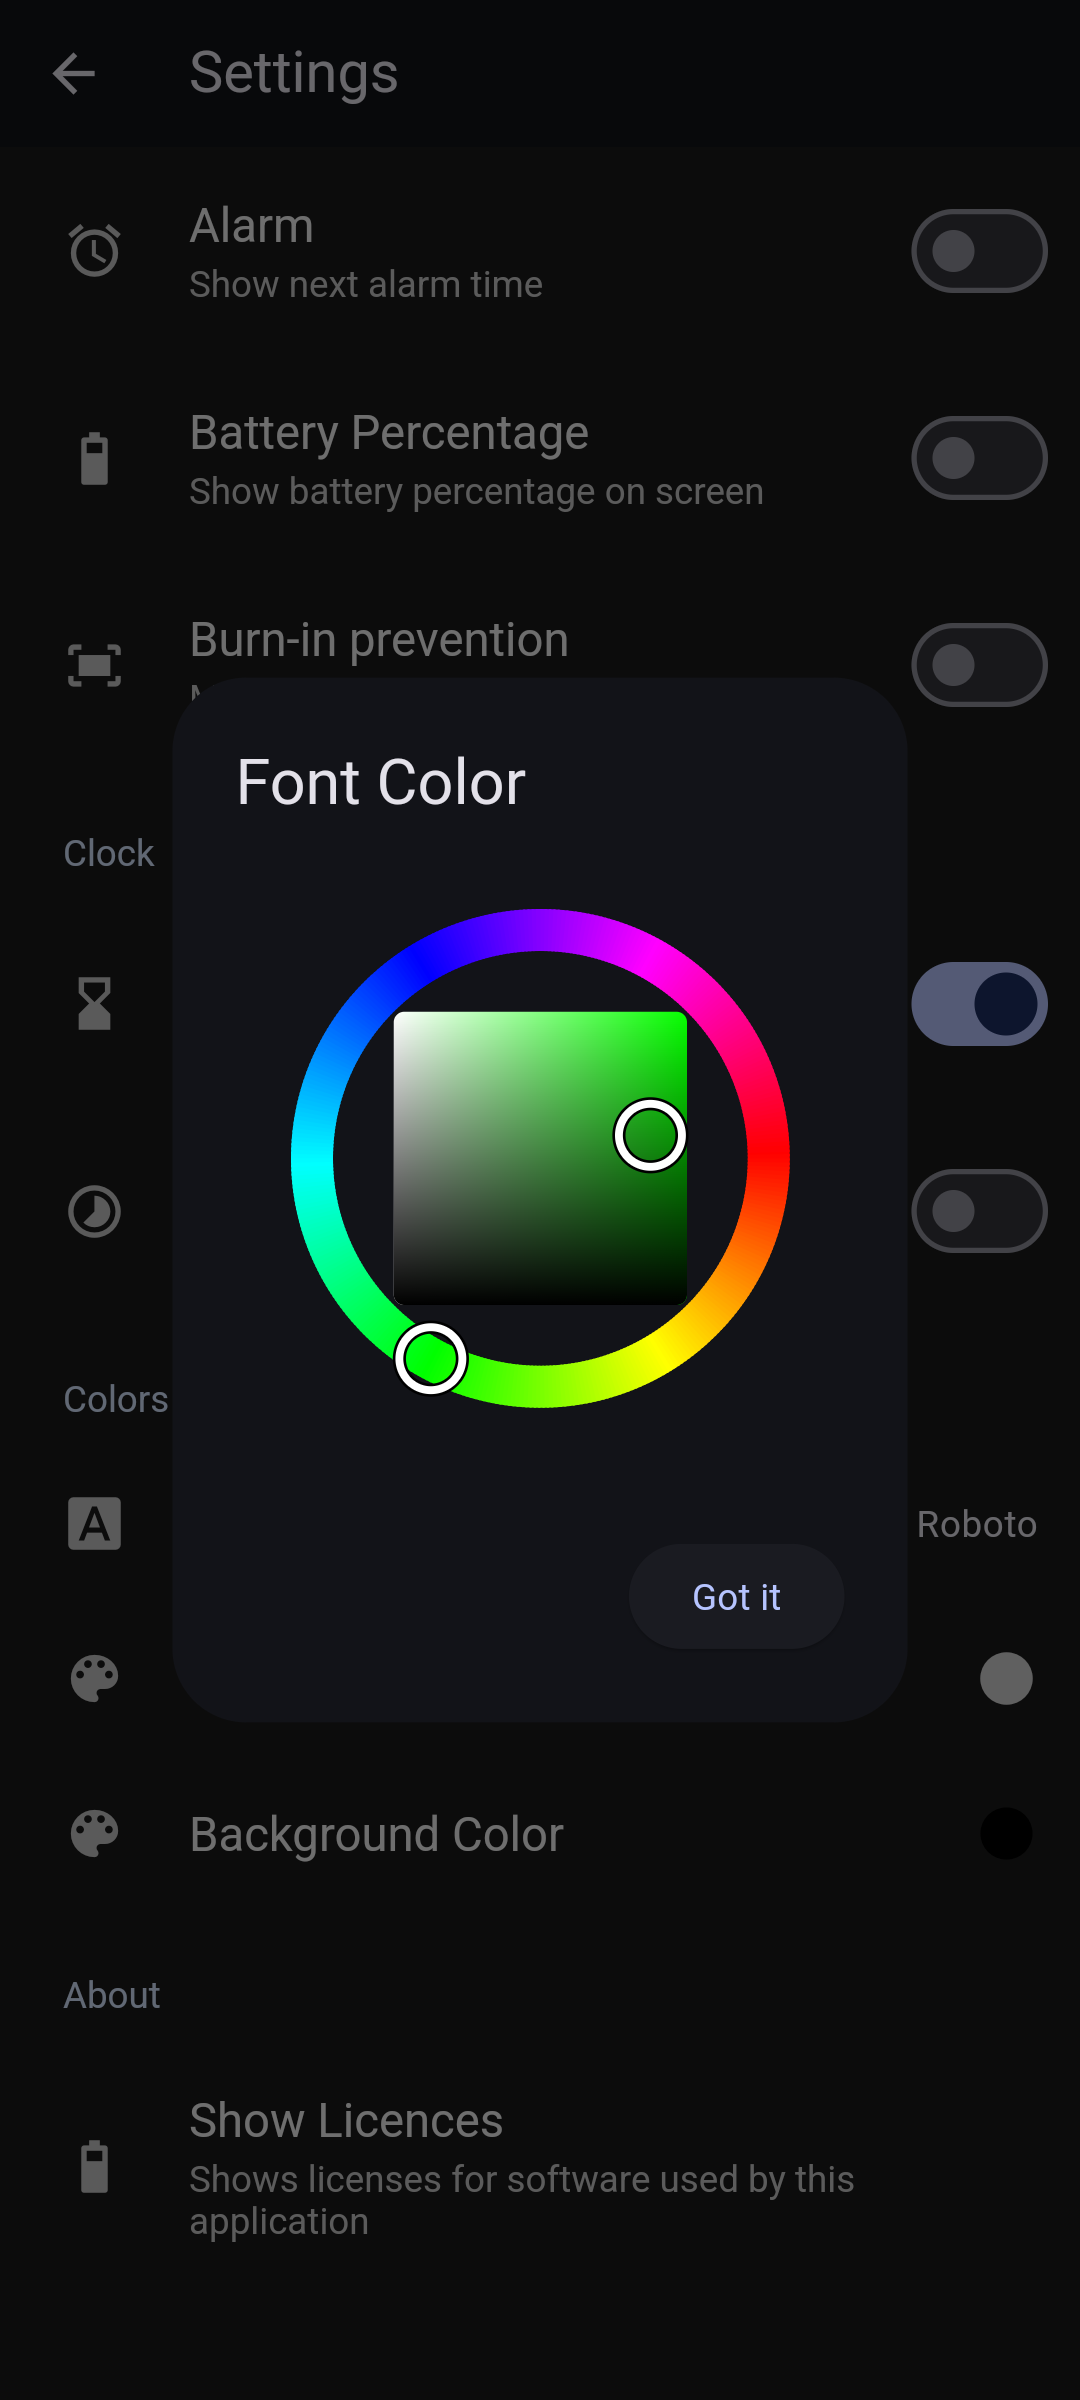 Settings
Alarm
Show next alarm time
Battery Percentage
Show battery percentage on screen
Burn-in prevention
Font Color
Clock
Colors
A
Roboto
Got it
Background Color
About
Show Licences
Shows licenses for software used by this
application